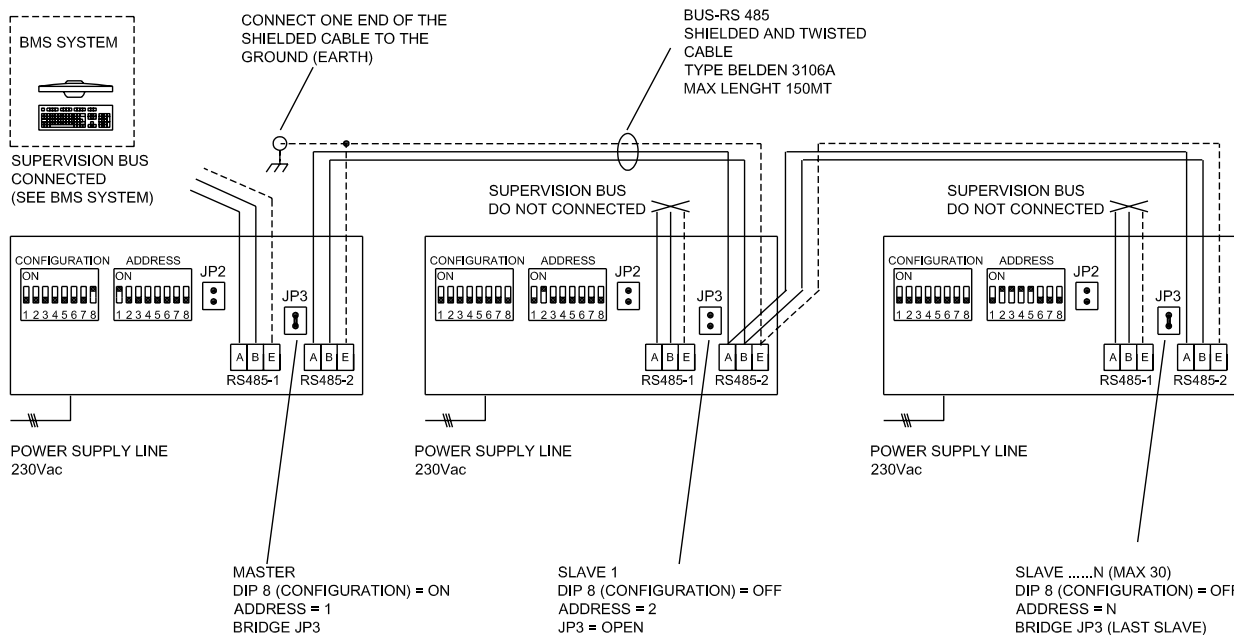 BMS SYSTEM
SUPERVISION BUS
CONNECTED
(SEE BMS SYSTEM)
CONNECT ONE END OF THE
SHIELDED CABLE TO THE
GROUND (EARTH)
BUS-RS 485
SHIELDED AND TWISTED
CABLE
TYPE BELDEN 3106A
MAX LENGHT 150MT
SUPERVISION BUS
DO NOT CONNECTED
SUPERVISION BUS
DO NOT CONNECTED
CONFIGURATION ADDRESS
ON ON
JP2
1 2 3 4 5 6 7 8 1 2 3 4 5 6 7 8
JP3
A B E A B E
RS485-1 RS485-2
POWER SUPPLY LINE
230Vac
CONFIGURATION ADDRESS
ON ON
JP2
1 2 3 4 5 6 7 8 1 2 3 4 5 6 7 8
JP3
A B E A B E
RS485-1 RS485-2
POWER SUPPLY LINE
230Vac
CONFIGURATION ADDRESS
ON ON
JP2
1 2 3 4 5 6 7 8 1 2 3 4 5 6 7 8
JP3
A B E A B E
RS485-1 RS485-2
POWER SUPPLY LINE
230Vac
MASTER
DIP 8 (CONFIGURATION) = ON
ADDRESS = 1
BRIDGE JP3
SLAVE 1
DIP 8 (CONFIGURATION) = OFF
ADDRESS = 2
JP3 = OPEN
SLAVE ......N (MAX 30)
DIP 8 (CONFIGURATION) = OFF
ADDRESS = N
BRIDGE JP3 (LAST SLAVE)